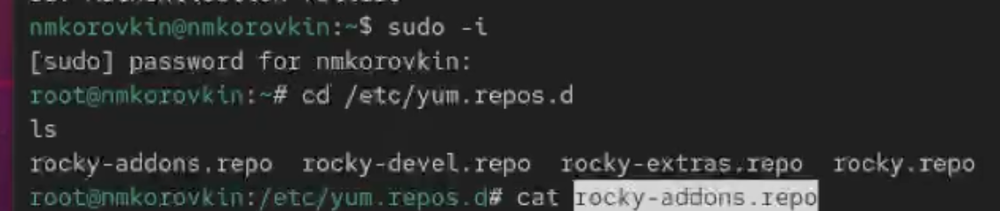 nmkorovkin@nmkorovkin:~$ sudo -i
[sudo] password for nmkorovkin:
root@nmkorovkin:~# cd /etc/yum.repos.d
ls
rocky-addons.repo  rocky-devel.repo  rocky-extras.repo  rocky.repo
root@nmkorovkin:/etc/yum.repos.d# cat rocky-addons.repo